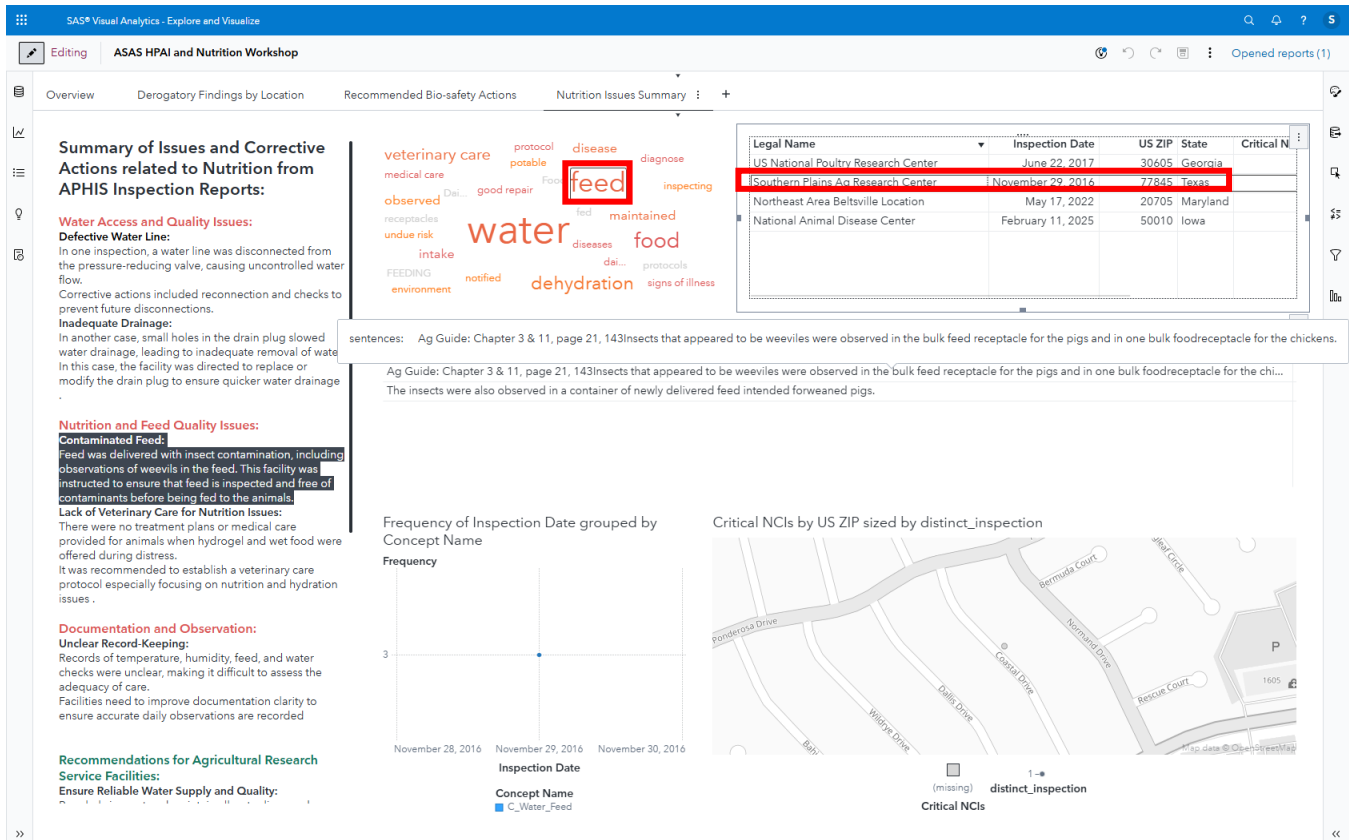 SAS® Visual Analytics - Explore and Visualize
S
Editing
ASAS HPAI and Nutrition Workshop
Opened reports (1)
Overview
Derogatory Findings by Location
Recommended Bio-safety Actions
Nutrition Issues Summary
Summary of Issues and Corrective
Actions related to Nutrition from
APHIS Inspection Reports:
Water Access and Quality Issues:
Defective Water Line:
In one inspection, a water line was disconnected from
the pressure-reducing valve, causing uncontrolled water
flow.
Corrective actions included reconnection and checks to
prevent future disconnections.
Inadequate Drainage:
In another case, small holes in the drain plug slowed
water drainage, leading to inadequate removal of wate
In this case, the facility was directed to replace or
modify the drain plug to ensure quicker water drainage
.
Nutrition and Feed Quality Issues:
Contaminated Feed:
Feed was delivered with insect contamination, including
observations of weevils in the feed. This facility was
instructed to ensure that feed is inspected and free of
contaminants before being fed to the animals.
Lack of Veterinary Care for Nutrition Issues:
There were no treatment plans or medical care
provided for animals when hydrogel and wet food were
offered during distress.
It was recommended to establish a veterinary care
protocol especially focusing on nutrition and hydration
issues .
Documentation and Observation:
Unclear Record-Keeping:
Records of temperature, humidity, feed, and water
checks were unclear, making it difficult to assess the
adequacy of care.
Facilities need to improve documentation clarity to
ensure accurate daily observations are recorded
Recommendations for Agricultural Research
Service Facilities:
Ensure Reliable Water Supply and Quality:
protocol
disease
veterinary care
potable
diagnose
medical care
Foo
feed
inspecting
observed
Dai...
good repair
receptacles
fed
maintained
undue risk
water
diseases
food
intake
dai...
protocols
FEEDING
notified
dehydration
signs of illness
environment
Legal Name Inspection Date US ZIP State Critical N
US National Poultry Research Center June 22, 2017 30605 Georgia
Southern Plains Ag Research Center November 29, 2016 77845 Texas
Northeast Area Beltsville Location May 17, 2022 20705 Maryland
National Animal Disease Center February 11, 2025 50010 Iowa
sentences: Ag Guide: Chapter 3 & 11, page 21, 143Insects that appeared to be weeviles were observed in the bulk feed receptacle for the pigs and in one bulk foodreceptacle for the chickens.
Ag Guide: Chapter 3 & 11, page 21, 143Insects that appeared to be weeviles were observed in the bulk feed receptacle for the pigs and in one bulk foodreceptacle for the chi...
The insects were also observed in a container of newly delivered feed intended forweaned pigs.
Frequency of Inspection Date grouped by
Concept Name
Frequency
3
November 28, 2016
November 29, 2016
November 30, 2016
Inspection Date
Concept Name
C_Water_Feed
Critical NCIs by US ZIP sized by distinct_inspection
Bermuda Court
Ponderosa Drive
Normand Drive
Coastal Drive
Dallis Drive
Wildrye Drive
Rescue Court
P
1605
Map data © OpenStreetMap
(missing)
Critical NCIs
1
distinct_inspection